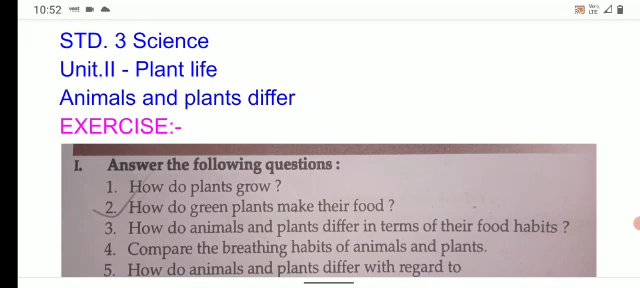 10:52
VoLTE
STD. 3 Science
Unit.II - Plant life
Animals and plants differ
EXERCISE:-
I. Answer the following questions :
1. How do plants grow ?
2. How do green plants make their food ?
3. How do animals and plants differ in terms of their food habits ?
4. Compare the breathing habits of animals and plants.
5. How do animals and plants differ with regard to